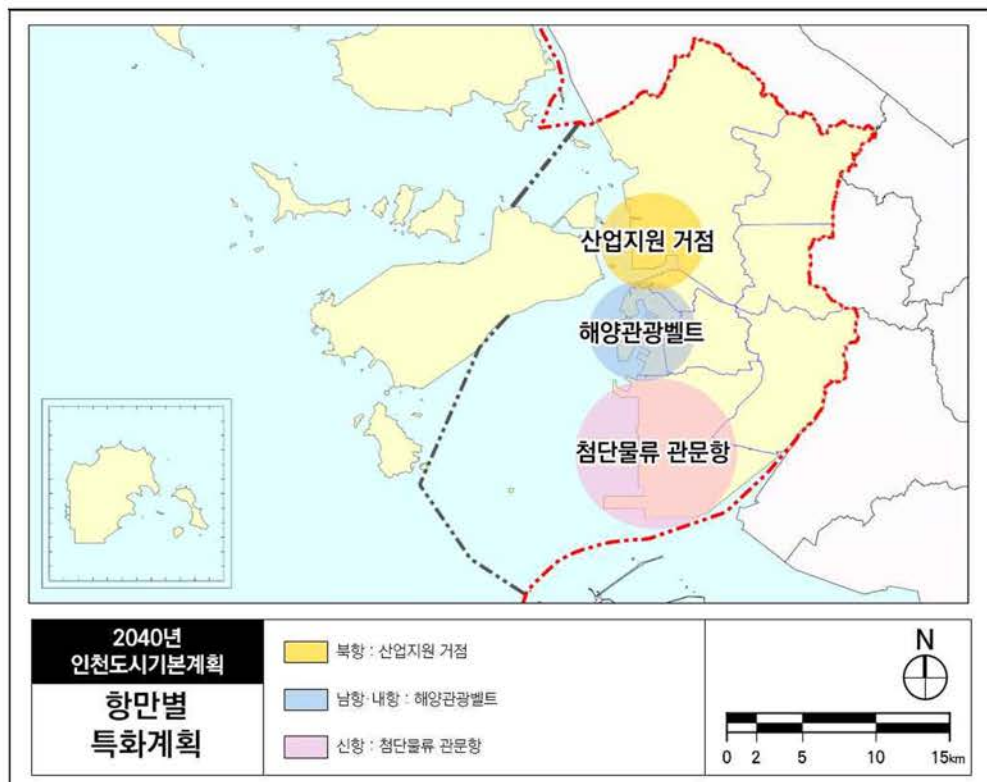 산업지원 거점
해양관광벨트
첨단물류 관문항
2040년
인천도시기본계획
항만별
특화계획
북항 : 산업지원 거점
남항·내항 : 해양관광벨트
신항 : 첨단물류 관문항
N
0 2 5 10 15km